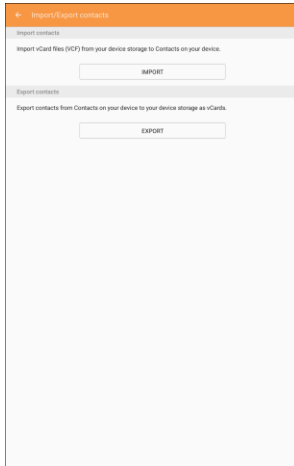 Import/Export contacts
Import contacts
Import vCard files (VCF) from your device storage to Contacts on your device.
IMPORT
Export contacts
Export contacts from Contacts on your device to your device storage as vCards.
EXPORT